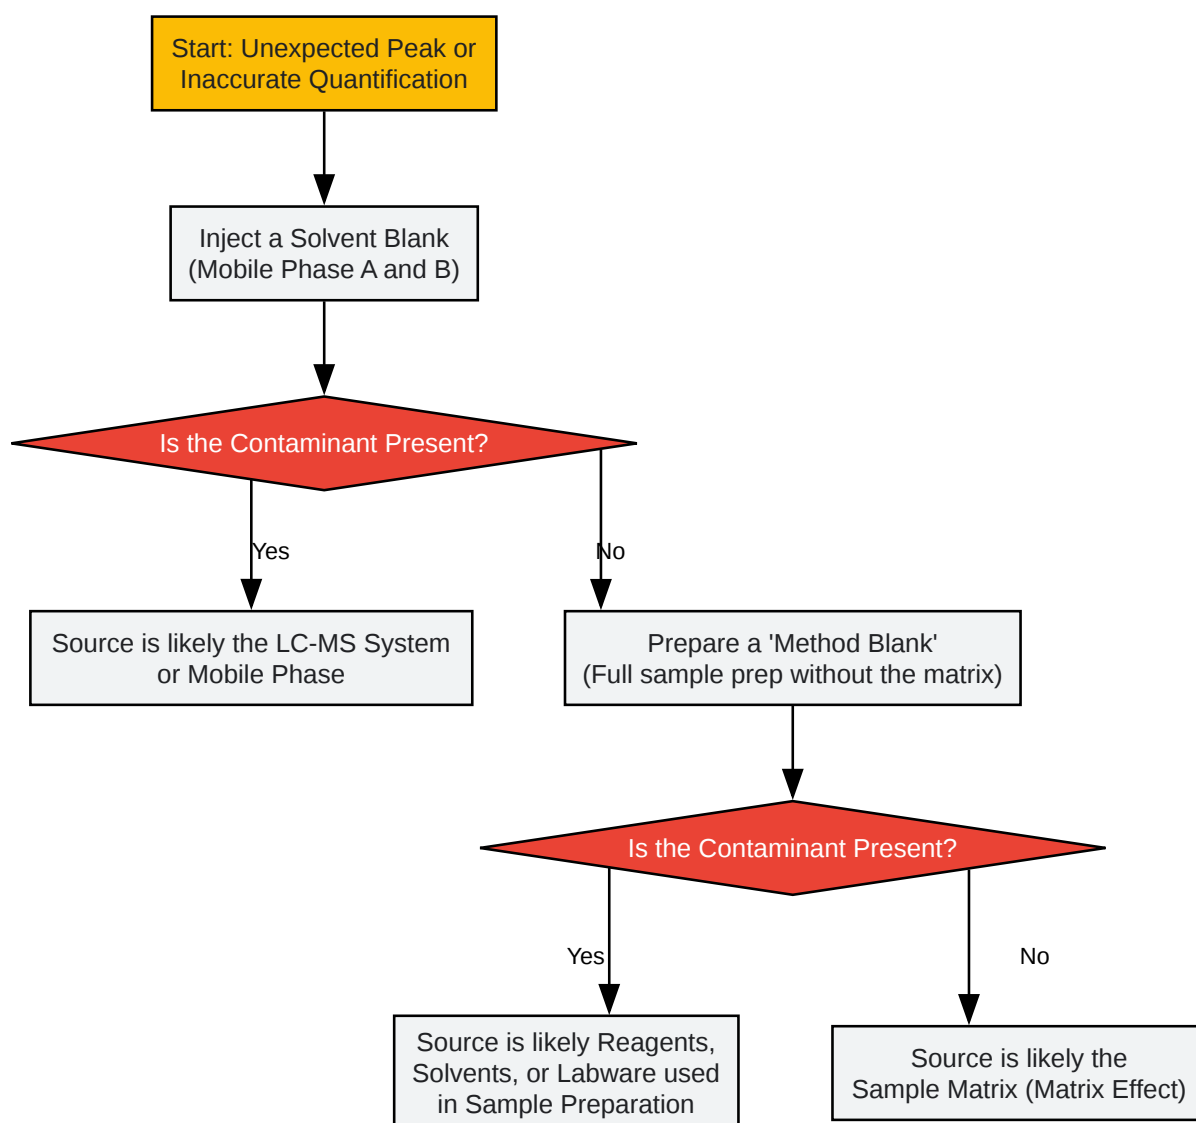 Start: Unexpected Peak or
Inaccurate Quantification
Inject a Solvent Blank
(Mobile Phase A and B)
Is the Contaminant Present?
Yes
No
Source is likely the LC-MS System
or Mobile Phase
Prepare a 'Method Blank'
(Full sample prep without the matrix)
Is the Contaminant Present?
Yes
No
Source is likely Reagents,
Solvents, or Labware used
in Sample Preparation
Source is likely the
Sample Matrix (Matrix Effect)